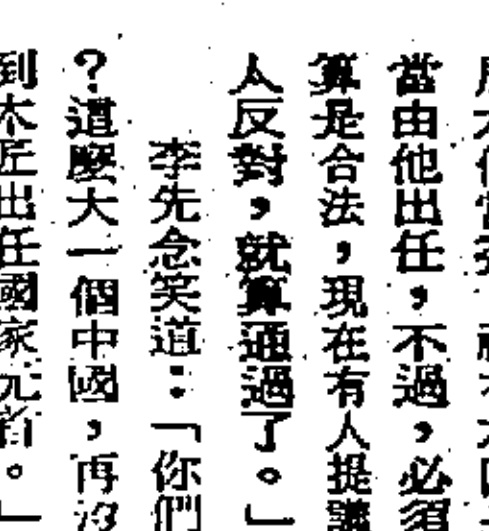 當由他出任，不過，必須
算是合法，現在有人提議
人反對，就算通過了。」
李先念笑道：「你們
？這麼大一個中國，再沒
到木匠出任國家元首。」